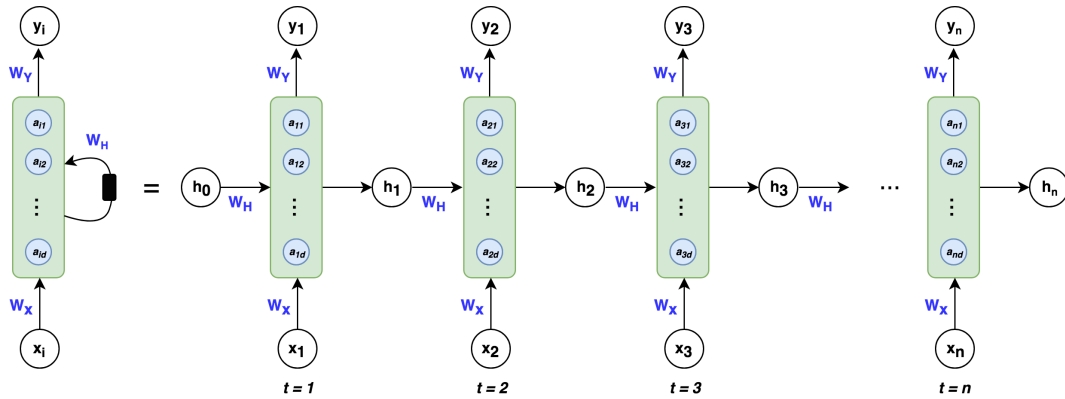 yi y1 y2 y3 yn
WY WY WY WY WY
ai1 a11 a21 a31 an1
WH
ai2 a12 a22 a32 an2
= h0 h1 h2 h3 ... hn
WH WH WH WH
⋮ ⋮ ⋮ ⋮ ⋮
aid a1d a2d a3d and
WX WX WX WX WX
xi x1 x2 x3 xn
t = 1 t = 2 t = 3 t = n